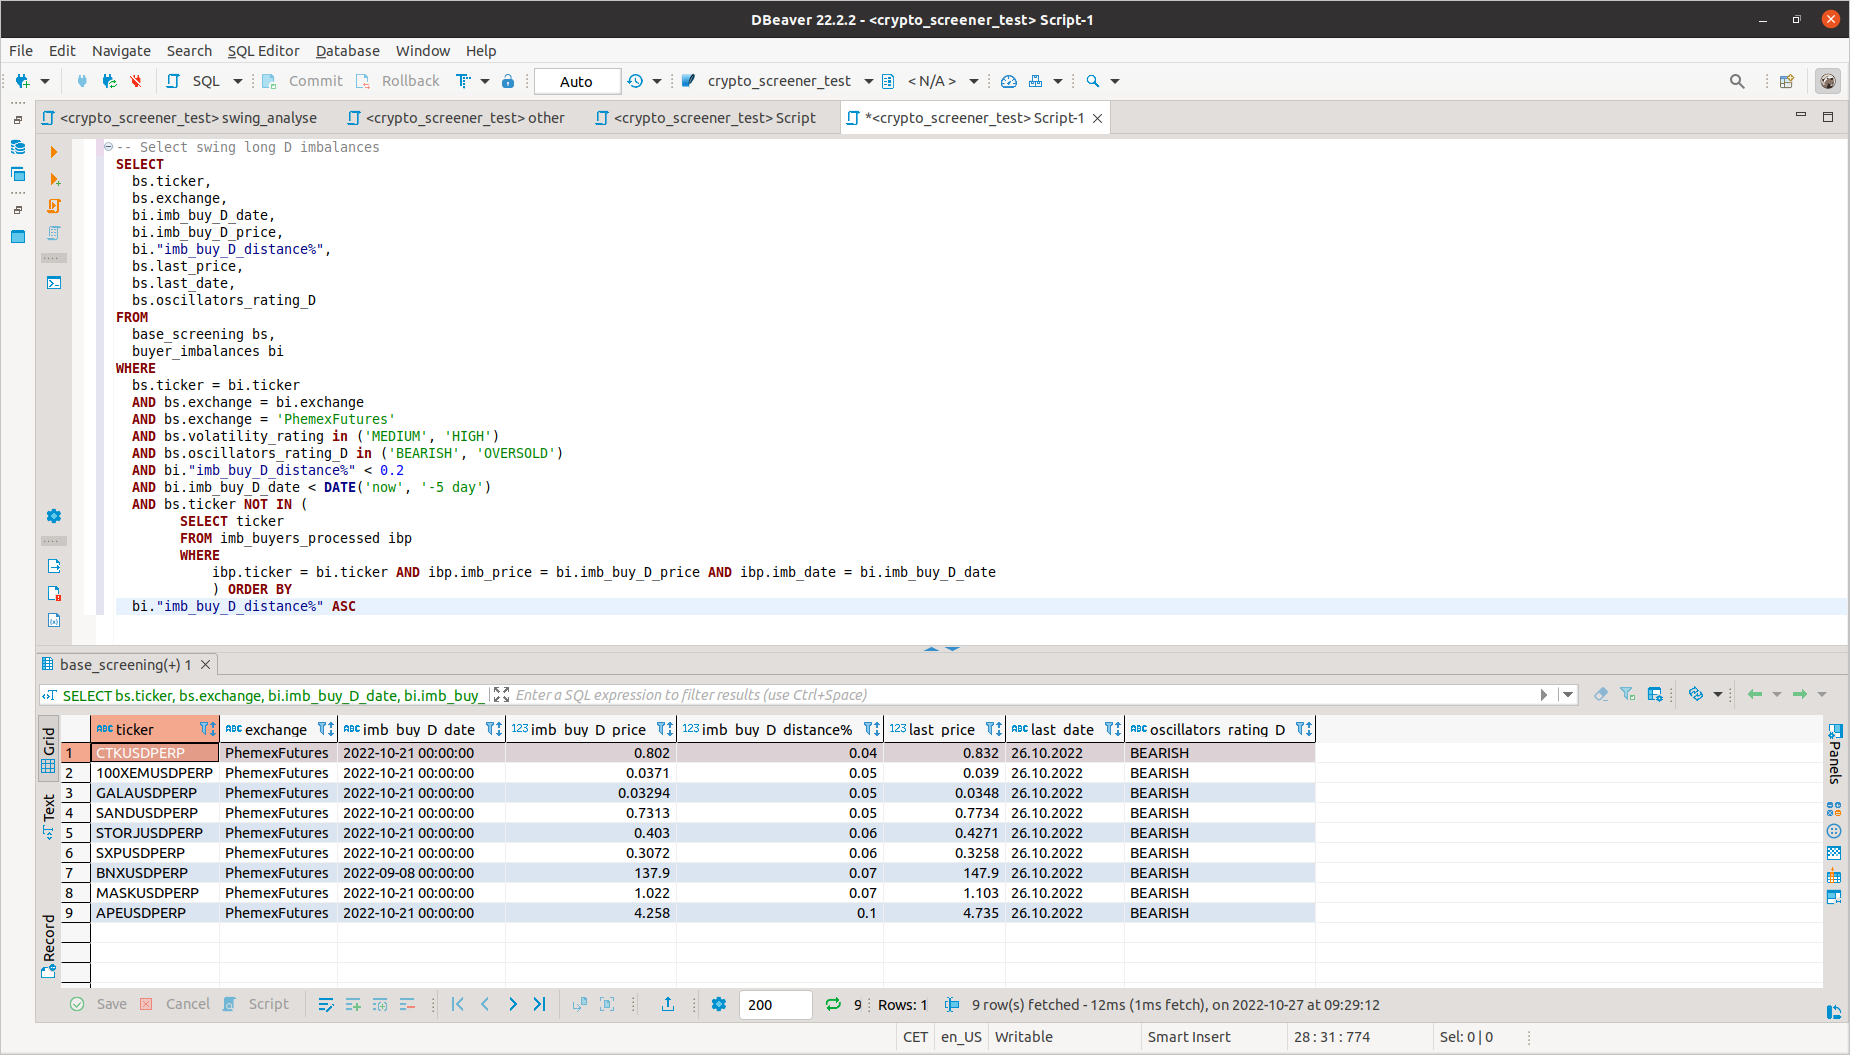 DBeaver 22.2.2 - <crypto_screener_test> Script-1
File Edit Navigate Search SQL Editor Database Window Help
SQL Commit Rollback Auto crypto_screener_test < N/A >
<crypto_screener_test> swing_analyse <crypto_screener_test> other <crypto_screener_test> Script *<crypto_screener_test> Script-1
-- Select swing long D imbalances
SELECT
bs.ticker,
bs.exchange,
bi.imb_buy_D_date,
bi.imb_buy_D_price,
bi."imb_buy_D_distance%",
bs.last_price,
bs.last_date,
bs.oscillators_rating_D
FROM
base_screening bs,
buyer_imbalances bi
WHERE
bs.ticker = bi.ticker
AND bs.exchange = bi.exchange
AND bs.exchange = 'PhemexFutures'
AND bs.volatility_rating in ('MEDIUM', 'HIGH')
AND bs.oscillators_rating_D in ('BEARISH', 'OVERSOLD')
AND bi."imb_buy_D_distance%" < 0.2
AND bi.imb_buy_D_date < DATE('now', '-5 day')
AND bs.ticker NOT IN (
SELECT ticker
FROM imb_buyers_processed ibp
WHERE
ibp.ticker = bi.ticker AND ibp.imb_price = bi.imb_buy_D_price AND ibp.imb_date = bi.imb_buy_D_date
) ORDER BY
bi."imb_buy_D_distance%" ASC
base_screening(+) 1
SELECT bs.ticker, bs.exchange, bi.imb_buy_D_date, bi.imb_buy_ Enter a SQL expression to filter results (use Ctrl+Space)
Grid
Text
Record
ABC ticker ABC exchange ABC imb_buy_D_date 123 imb_buy_D_price 123 imb_buy_D_distance% 123 last_price ABC last_date ABC oscillators_rating_D
1 CTKUSDPERP PhemexFutures 2022-10-21 00:00:00 0.802 0.04 0.832 26.10.2022 BEARISH
2 100XEMUSDPERP PhemexFutures 2022-10-21 00:00:00 0.0371 0.05 0.039 26.10.2022 BEARISH
3 GALAUSDPERP PhemexFutures 2022-10-21 00:00:00 0.03294 0.05 0.0348 26.10.2022 BEARISH
4 SANDUSDPERP PhemexFutures 2022-10-21 00:00:00 0.7313 0.05 0.7734 26.10.2022 BEARISH
5 STORJUSDPERP PhemexFutures 2022-10-21 00:00:00 0.403 0.06 0.4271 26.10.2022 BEARISH
6 SXPUSDPERP PhemexFutures 2022-10-21 00:00:00 0.3072 0.06 0.3258 26.10.2022 BEARISH
7 BNXUSDPERP PhemexFutures 2022-09-08 00:00:00 137.9 0.07 147.9 26.10.2022 BEARISH
8 MASKUSDPERP PhemexFutures 2022-10-21 00:00:00 1.022 0.07 1.103 26.10.2022 BEARISH
9 APEUSDPERP PhemexFutures 2022-10-21 00:00:00 4.258 0.1 4.735 26.10.2022 BEARISH
Panels
Save Cancel Script 200 9 Rows: 1 9 row(s) fetched - 12ms (1ms fetch), on 2022-10-27 at 09:29:12
CET en_US Writable Smart Insert 28 : 31 : 774 Sel: 0 | 0